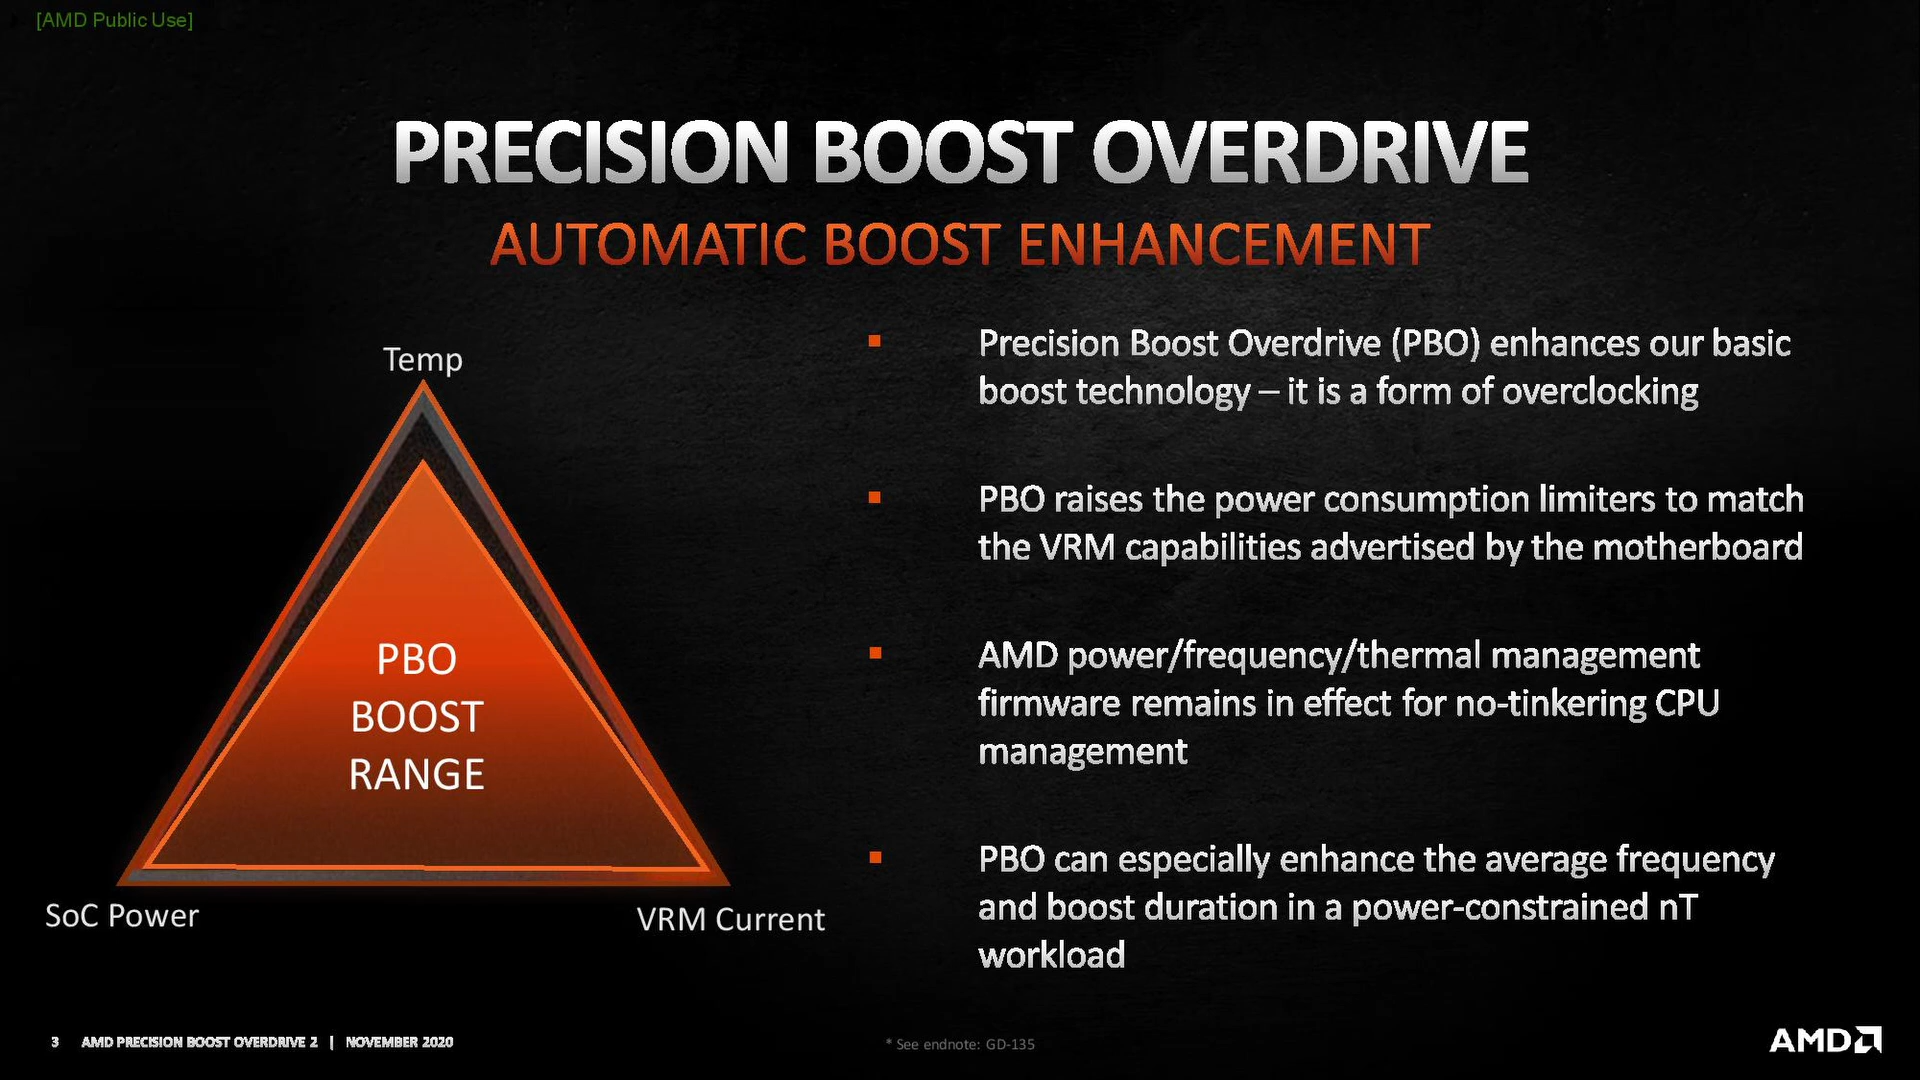 [AMD Public Use]
PRECISION BOOST OVERDRIVE
AUTOMATIC BOOST ENHANCEMENT
Temp
PBO
BOOST
RANGE
SoC Power
VRM Current
▪ Precision Boost Overdrive (PBO) enhances our basic
boost technology – it is a form of overclocking
▪ PBO raises the power consumption limiters to match
the VRM capabilities advertised by the motherboard
▪ AMD power/frequency/thermal management
firmware remains in effect for no-tinkering CPU
management
▪ PBO can especially enhance the average frequency
and boost duration in a power-constrained nT
workload
3 AMD PRECISION BOOST OVERDRIVE 2 | NOVEMBER 2020
* See endnote: GD-135
AMD